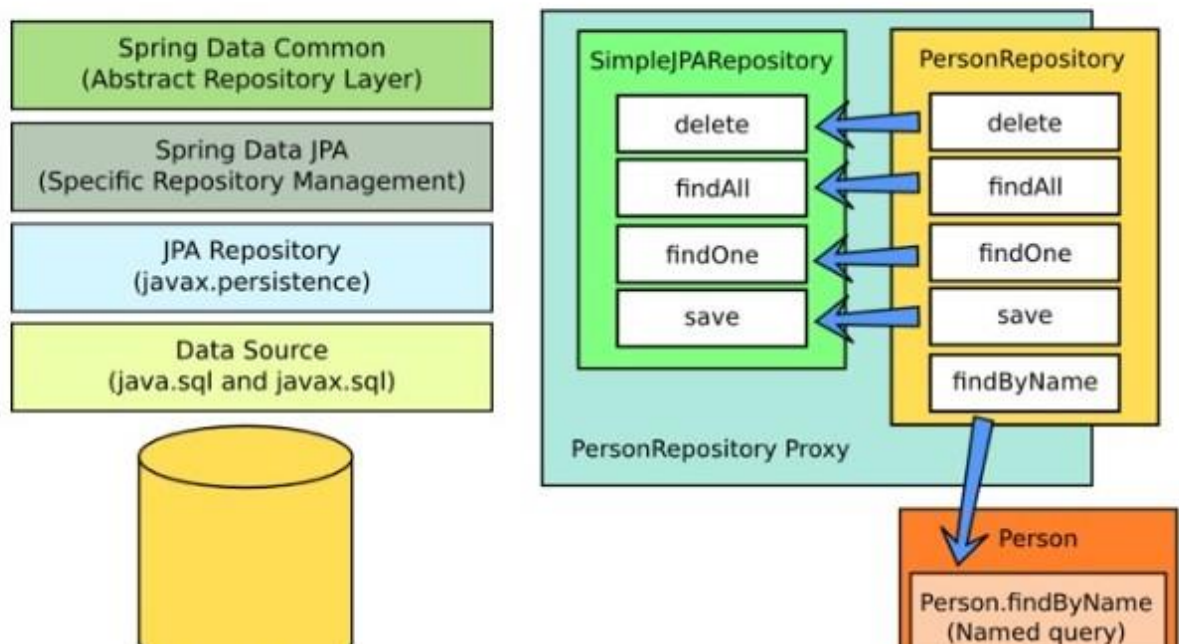 Spring Data Common
(Abstract Repository Layer)
Spring Data JPA
(Specific Repository Management)
JPA Repository
(javax.persistence)
Data Source
(java.sql and javax.sql)
SimpleJPARepository
delete
findAll
findOne
save
PersonRepository
delete
findAll
findOne
save
findByName
PersonRepository Proxy
Person
Person.findByName
(Named query)